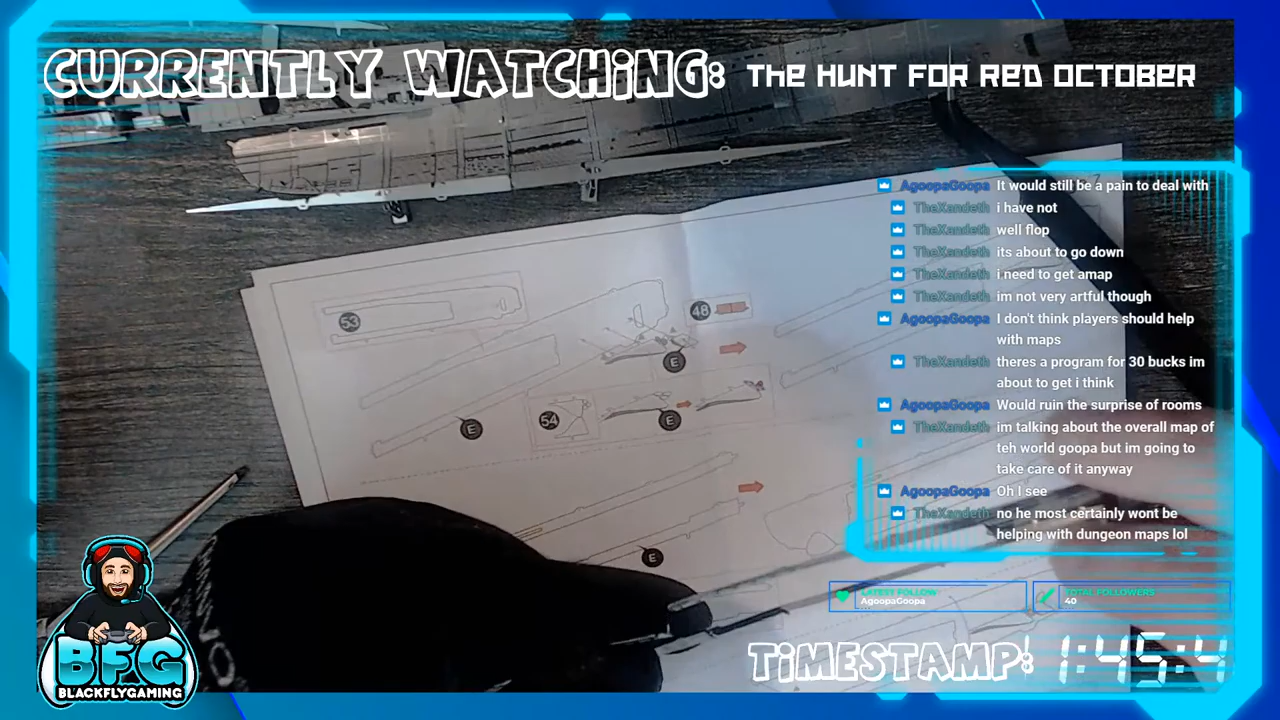 CURRENTLY WATCHING: THE HUNT FOR RED OCTOBER
AgoopaGoopa It would still be a pain to deal with
TheXandeth i have not
TheXandeth well flop
TheXandeth its about to go down
TheXandeth i need to get amap
TheXandeth im not very artful though
AgoopaGoopa I don't think players should help
with maps
TheXandeth theres a program for 30 bucks im
about to get i think
AgoopaGoopa Would ruin the surprise of rooms
TheXandeth im talking about the overall map of
teh world goopa but im going to
take care of it anyway
AgoopaGoopa Oh I see
TheXandeth no he most certainly wont be
helping with dungeon maps lol
53
48
E
E
54
E
E
LATEST FOLLOW
AgoopaGoopa
TOTAL FOLLOWERS
40
TIMESTAMP: 1:45:4
BFG
BLACKFLYGAMING